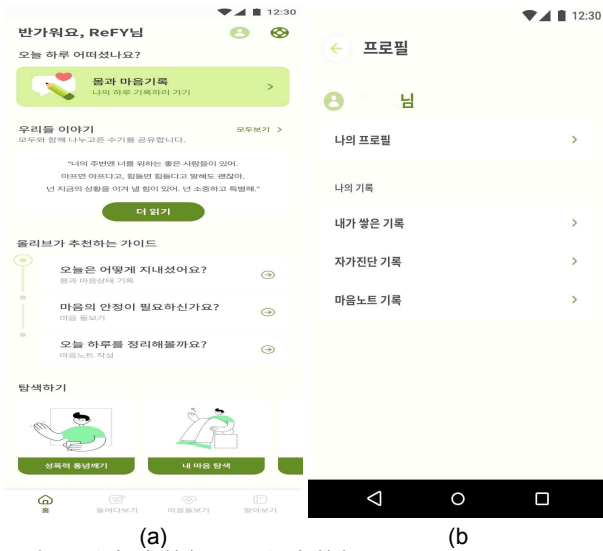 12:30
반가워요, ReFY님
오늘 하루 어떠셨나요?
몸과 마음기록
나의 하루 기록하러 가기
우리들 이야기
모두보기 >
모두와 함께 나누고픈 수기를 공유합니다.
"너의 주변엔 너를 위하는 좋은 사람들이 있어.
아프면 아프다고, 힘들면 힘들다고 말해도 괜찮아.
넌 지금의 상황을 이겨 낼 힘이 있어. 넌 소중하고 특별해."
더 읽기
올리브가 추천하는 가이드
오늘은 어떻게 지내셨어요?
몸과 마음상태 기록
마음의 안정이 필요하신가요?
마음 돌보기
오늘 하루를 정리해볼까요?
마음노트 작성
탐색하기
성폭력 통념깨기
내 마음 탐색
홈
들여다보기
마음돌보기
알아보기
(a)
12:30
프로필
님
나의 프로필
나의 기록
내가 쌓은 기록
자가진단 기록
마음노트 기록
(b)